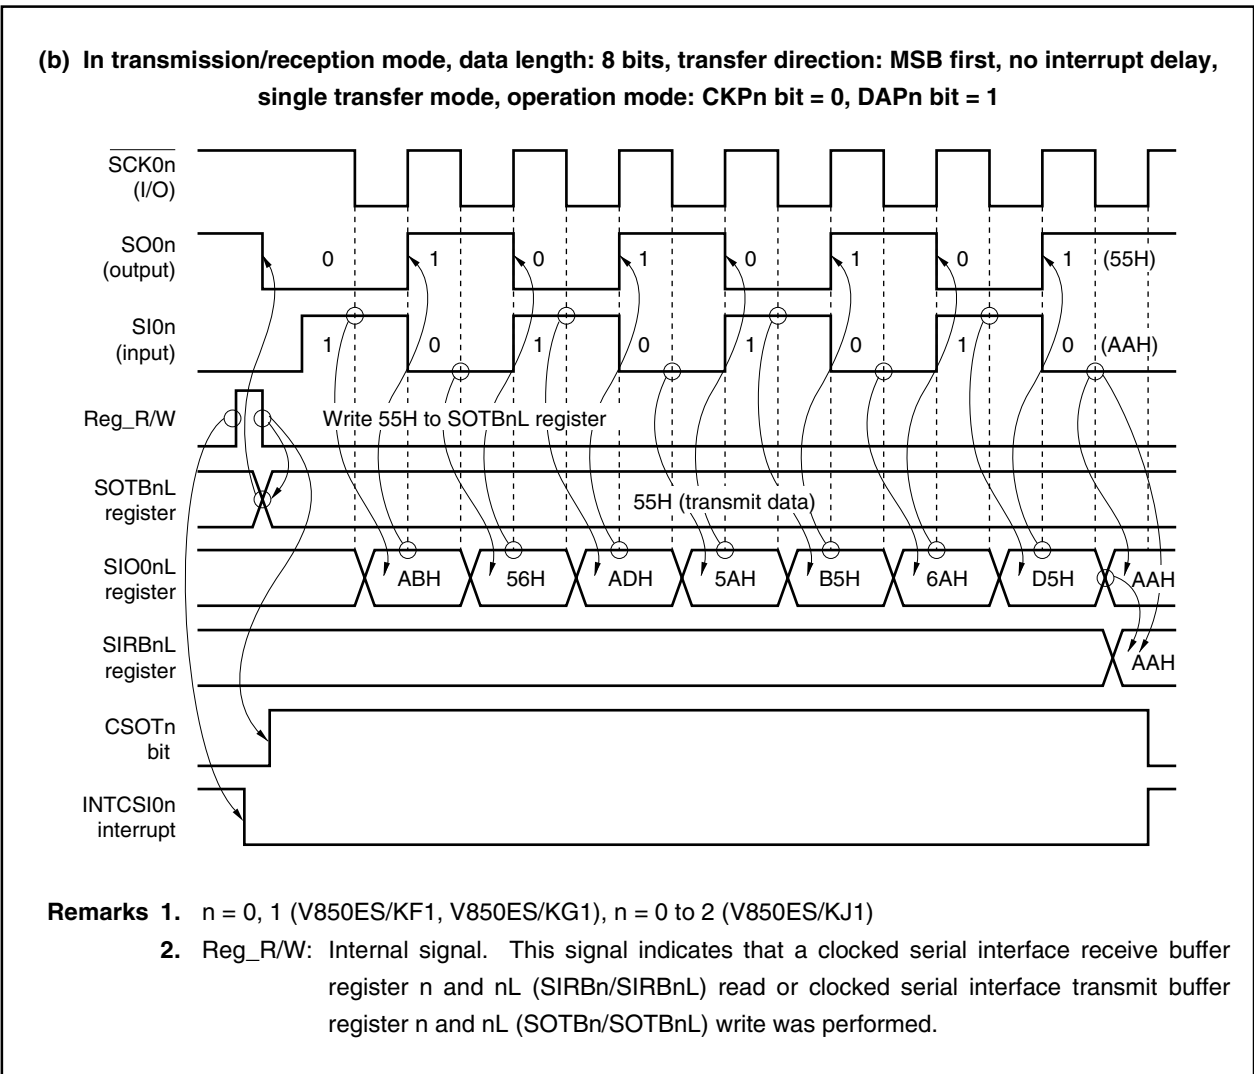 (b) In transmission/reception mode, data length: 8 bits, transfer direction: MSB first, no interrupt delay,
single transfer mode, operation mode: CKPn bit = 0, DAPn bit = 1
SCK0n
(I/O)
SO0n
(output)
0 1 0 1 0 1 0 1 (55H)
SI0n
(input)
1 0 1 0 1 0 1 0 (AAH)
Reg_R/W
Write 55H to SOTBnL register
SOTBnL
register
55H (transmit data)
SIO0nL
register
ABH 56H ADH 5AH B5H 6AH D5H AAH
SIRBnL
register
AAH
CSOTn
bit
INTCSI0n
interrupt
Remarks 1. n = 0, 1 (V850ES/KF1, V850ES/KG1), n = 0 to 2 (V850ES/KJ1)
2. Reg_R/W: Internal signal. This signal indicates that a clocked serial interface receive buffer
register n and nL (SIRBn/SIRBnL) read or clocked serial interface transmit buffer
register n and nL (SOTBn/SOTBnL) write was performed.